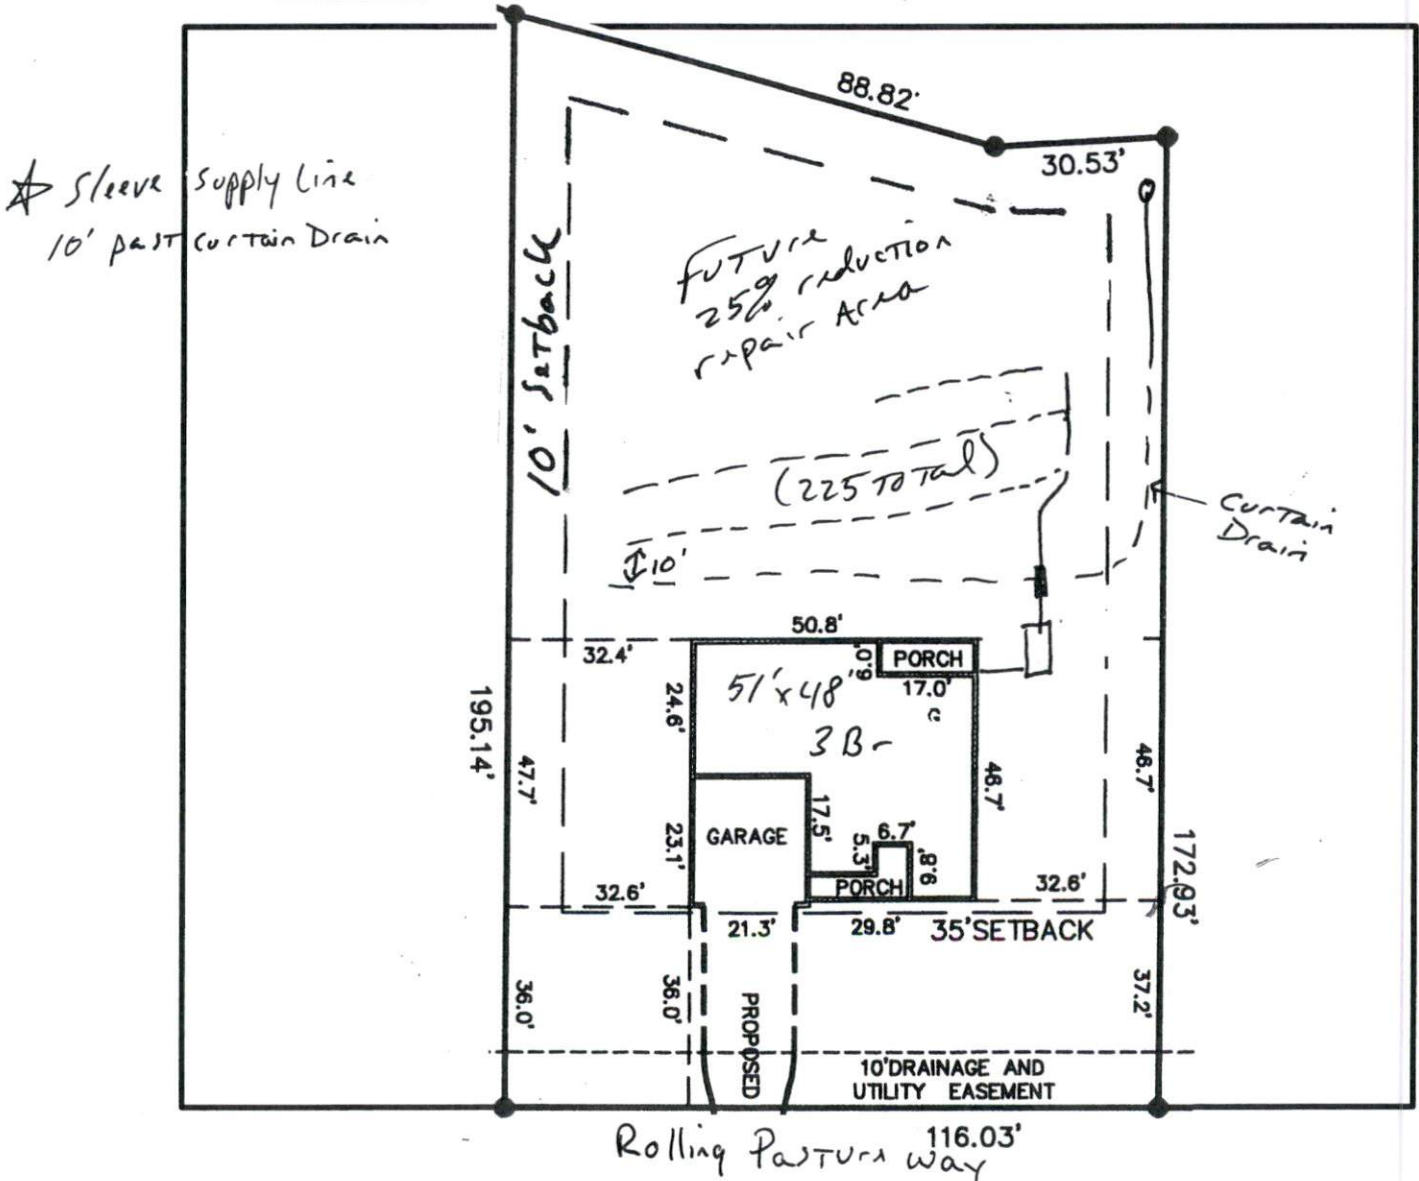 88.82'
30.53'
☆ Sleeve Supply Line
10' past Curtain Drain
10' Setback
Future
25% reduction
repair Area
(225 Total)
Curtain
Drain
10'
50.8'
32.4'
6.0'
PORCH
17.0'
51' x 48'
3 Br
24.6'
195.14'
47.7'
46.7'
46.7'
GARAGE
17.5'
23.1'
6.7'
5.3'
9.8'
PORCH
172.93'
32.6'
32.6'
21.3'
29.8'
35' SETBACK
36.0'
36.0'
PROPOSED
37.2'
10' DRAINAGE AND
UTILITY EASEMENT
116.03'
Rolling Pasture Way